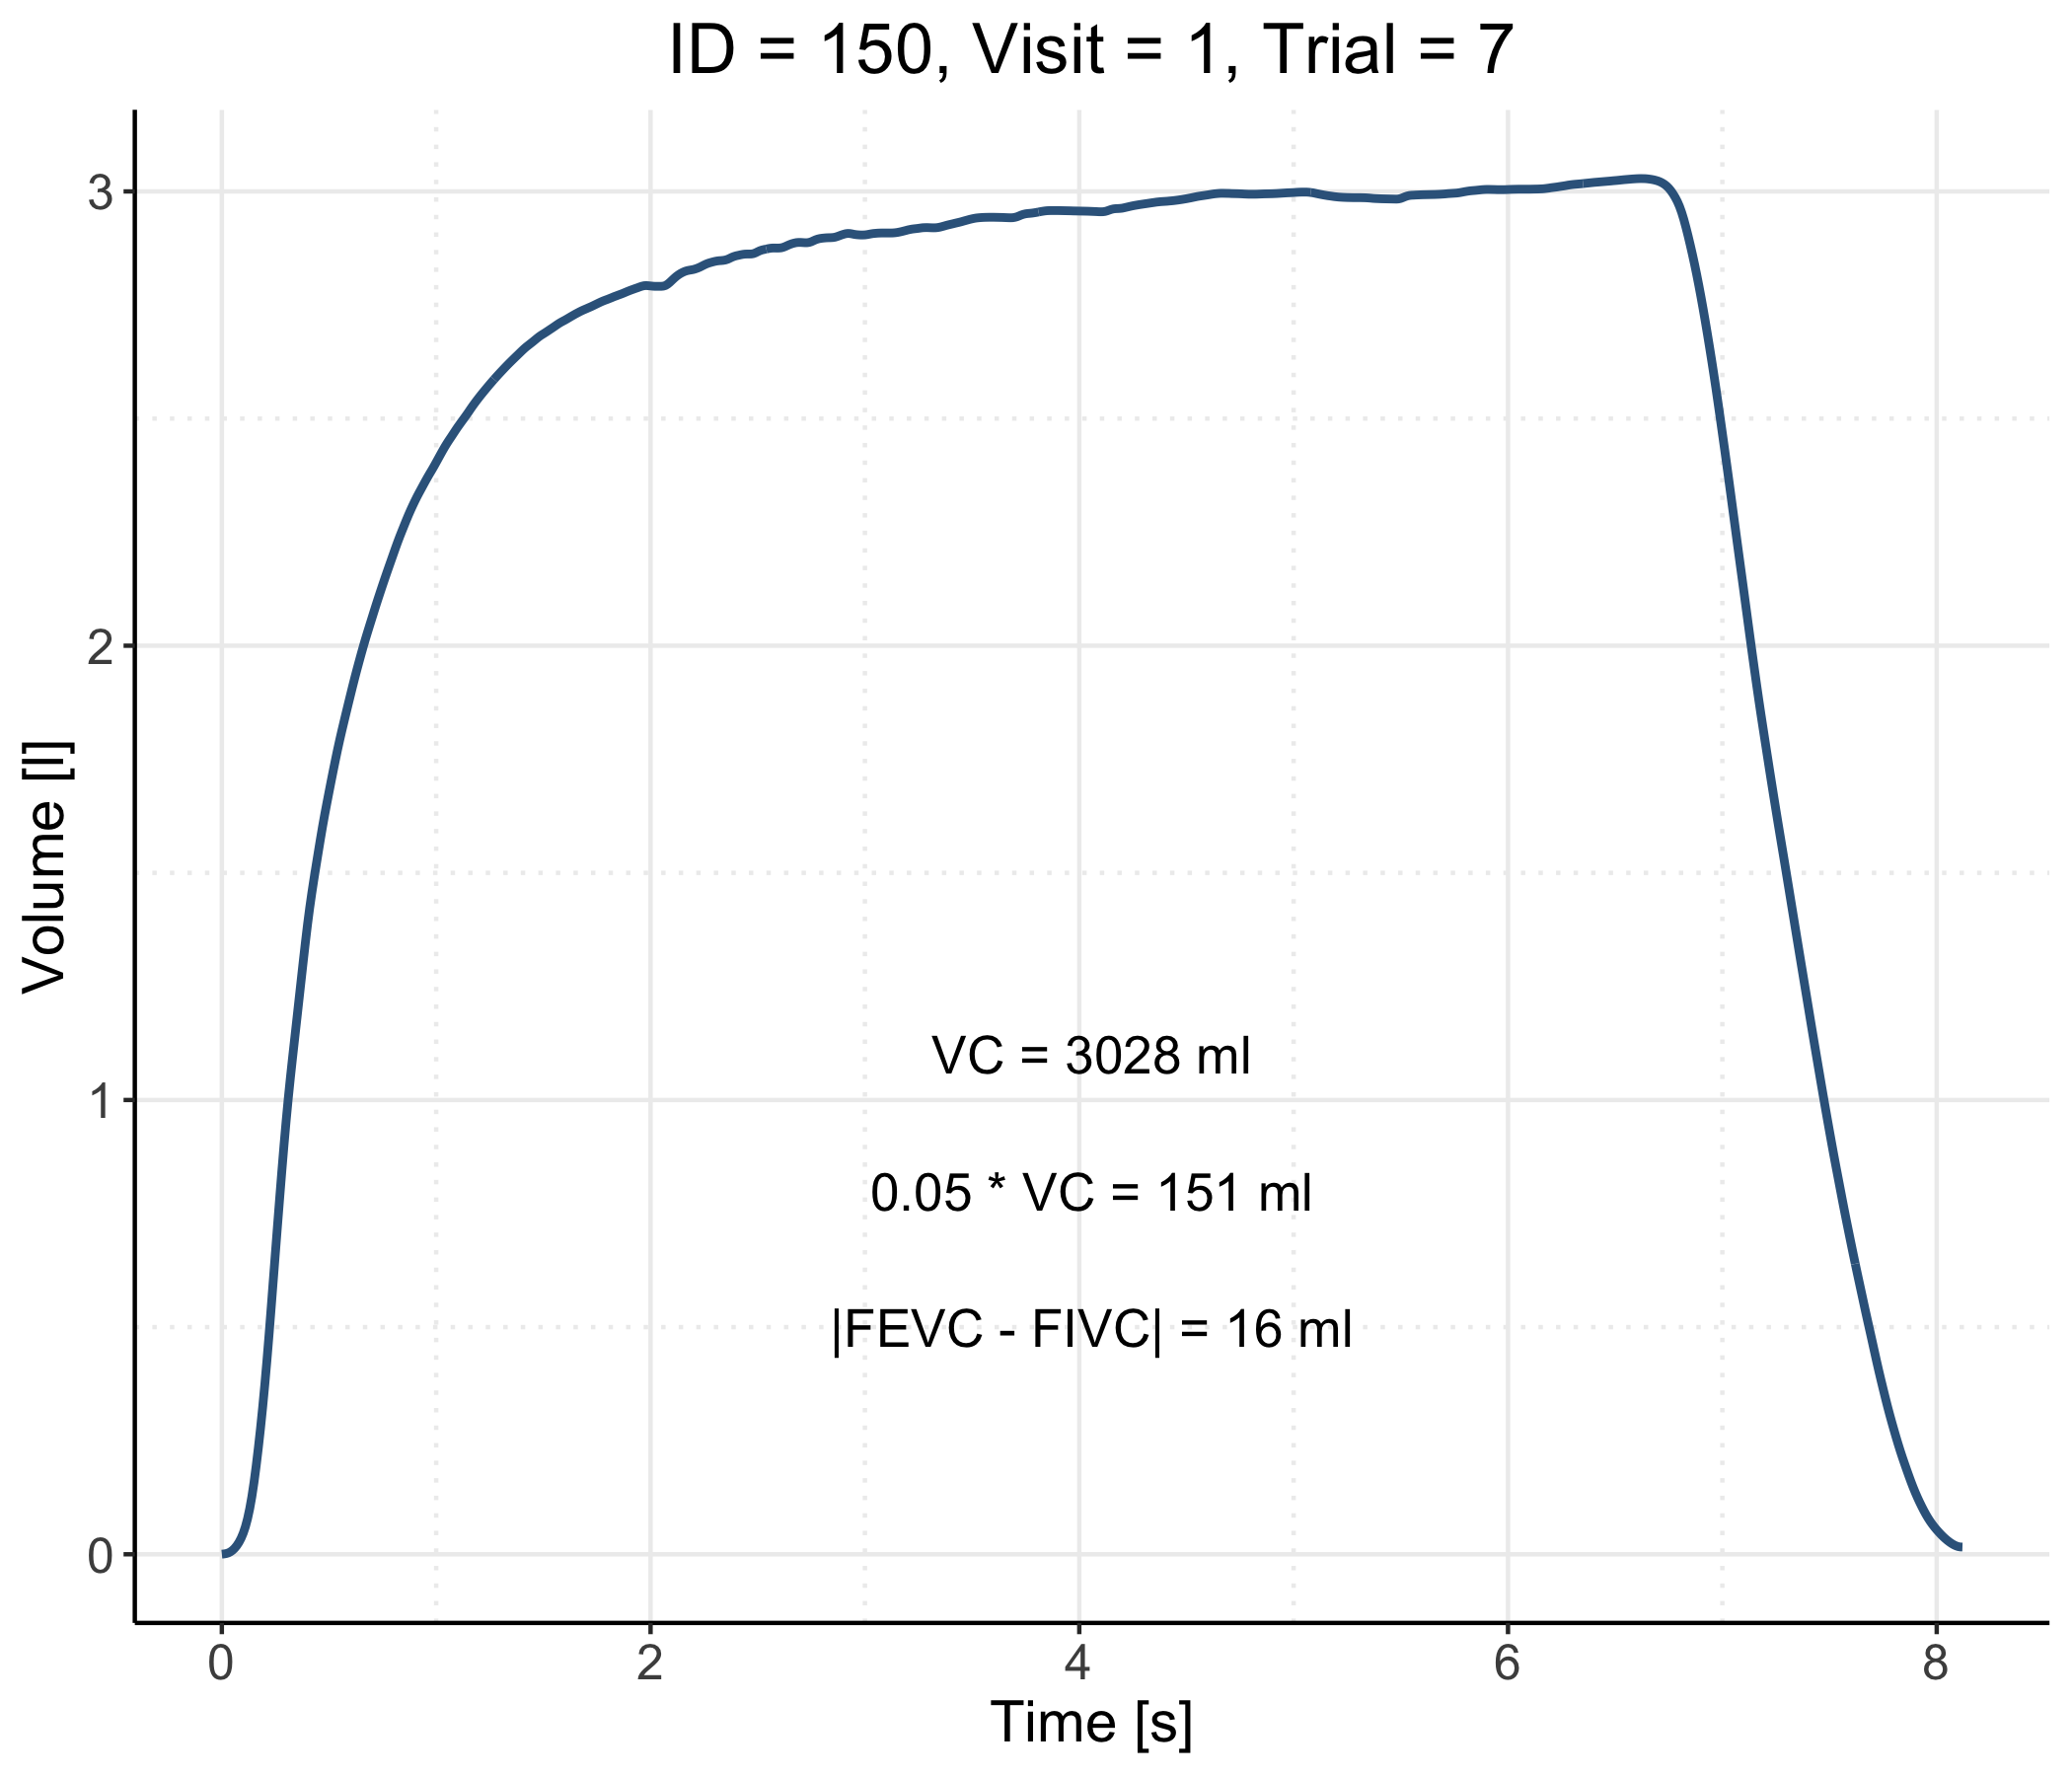 ID = 150, Visit = 1, Trial = 7
3
2
1
0
Volume [l]
VC = 3028 ml
0.05 * VC = 151 ml
|FEVC - FIVC| = 16 ml
0 2 4 6 8
Time [s]